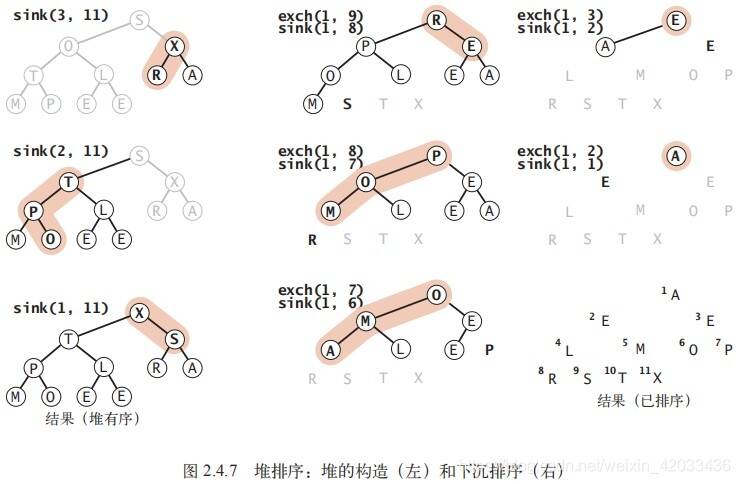 sink(3, 11)
S
O X
T L R A
M P E E
sink(2, 11)
S
T X
P L R A
M O E E
sink(1, 11)
X
T S
P L R A
M O E E
结果（堆有序）
exch(1, 9)
sink(1, 8)
R
P E
O L E A
M S T X
exch(1, 8)
sink(1, 7)
P
O E
M L E A
R S T X
exch(1, 7)
sink(1, 6)
O
M E
A L E P
R S T X
exch(1, 3)
sink(1, 2)
E
A E
L M O P
R S T X
exch(1, 2)
sink(1, 1)
A
E E
L M O P
R S T X
1 A
2 E 3 E
4 L 5 M 6 O 7 P
8 R 9 S 10 T 11 X
结果（已排序）
图 2.4.7 堆排序：堆的构造（左）和下沉排序（右）
csdn.net/weixin_42033436